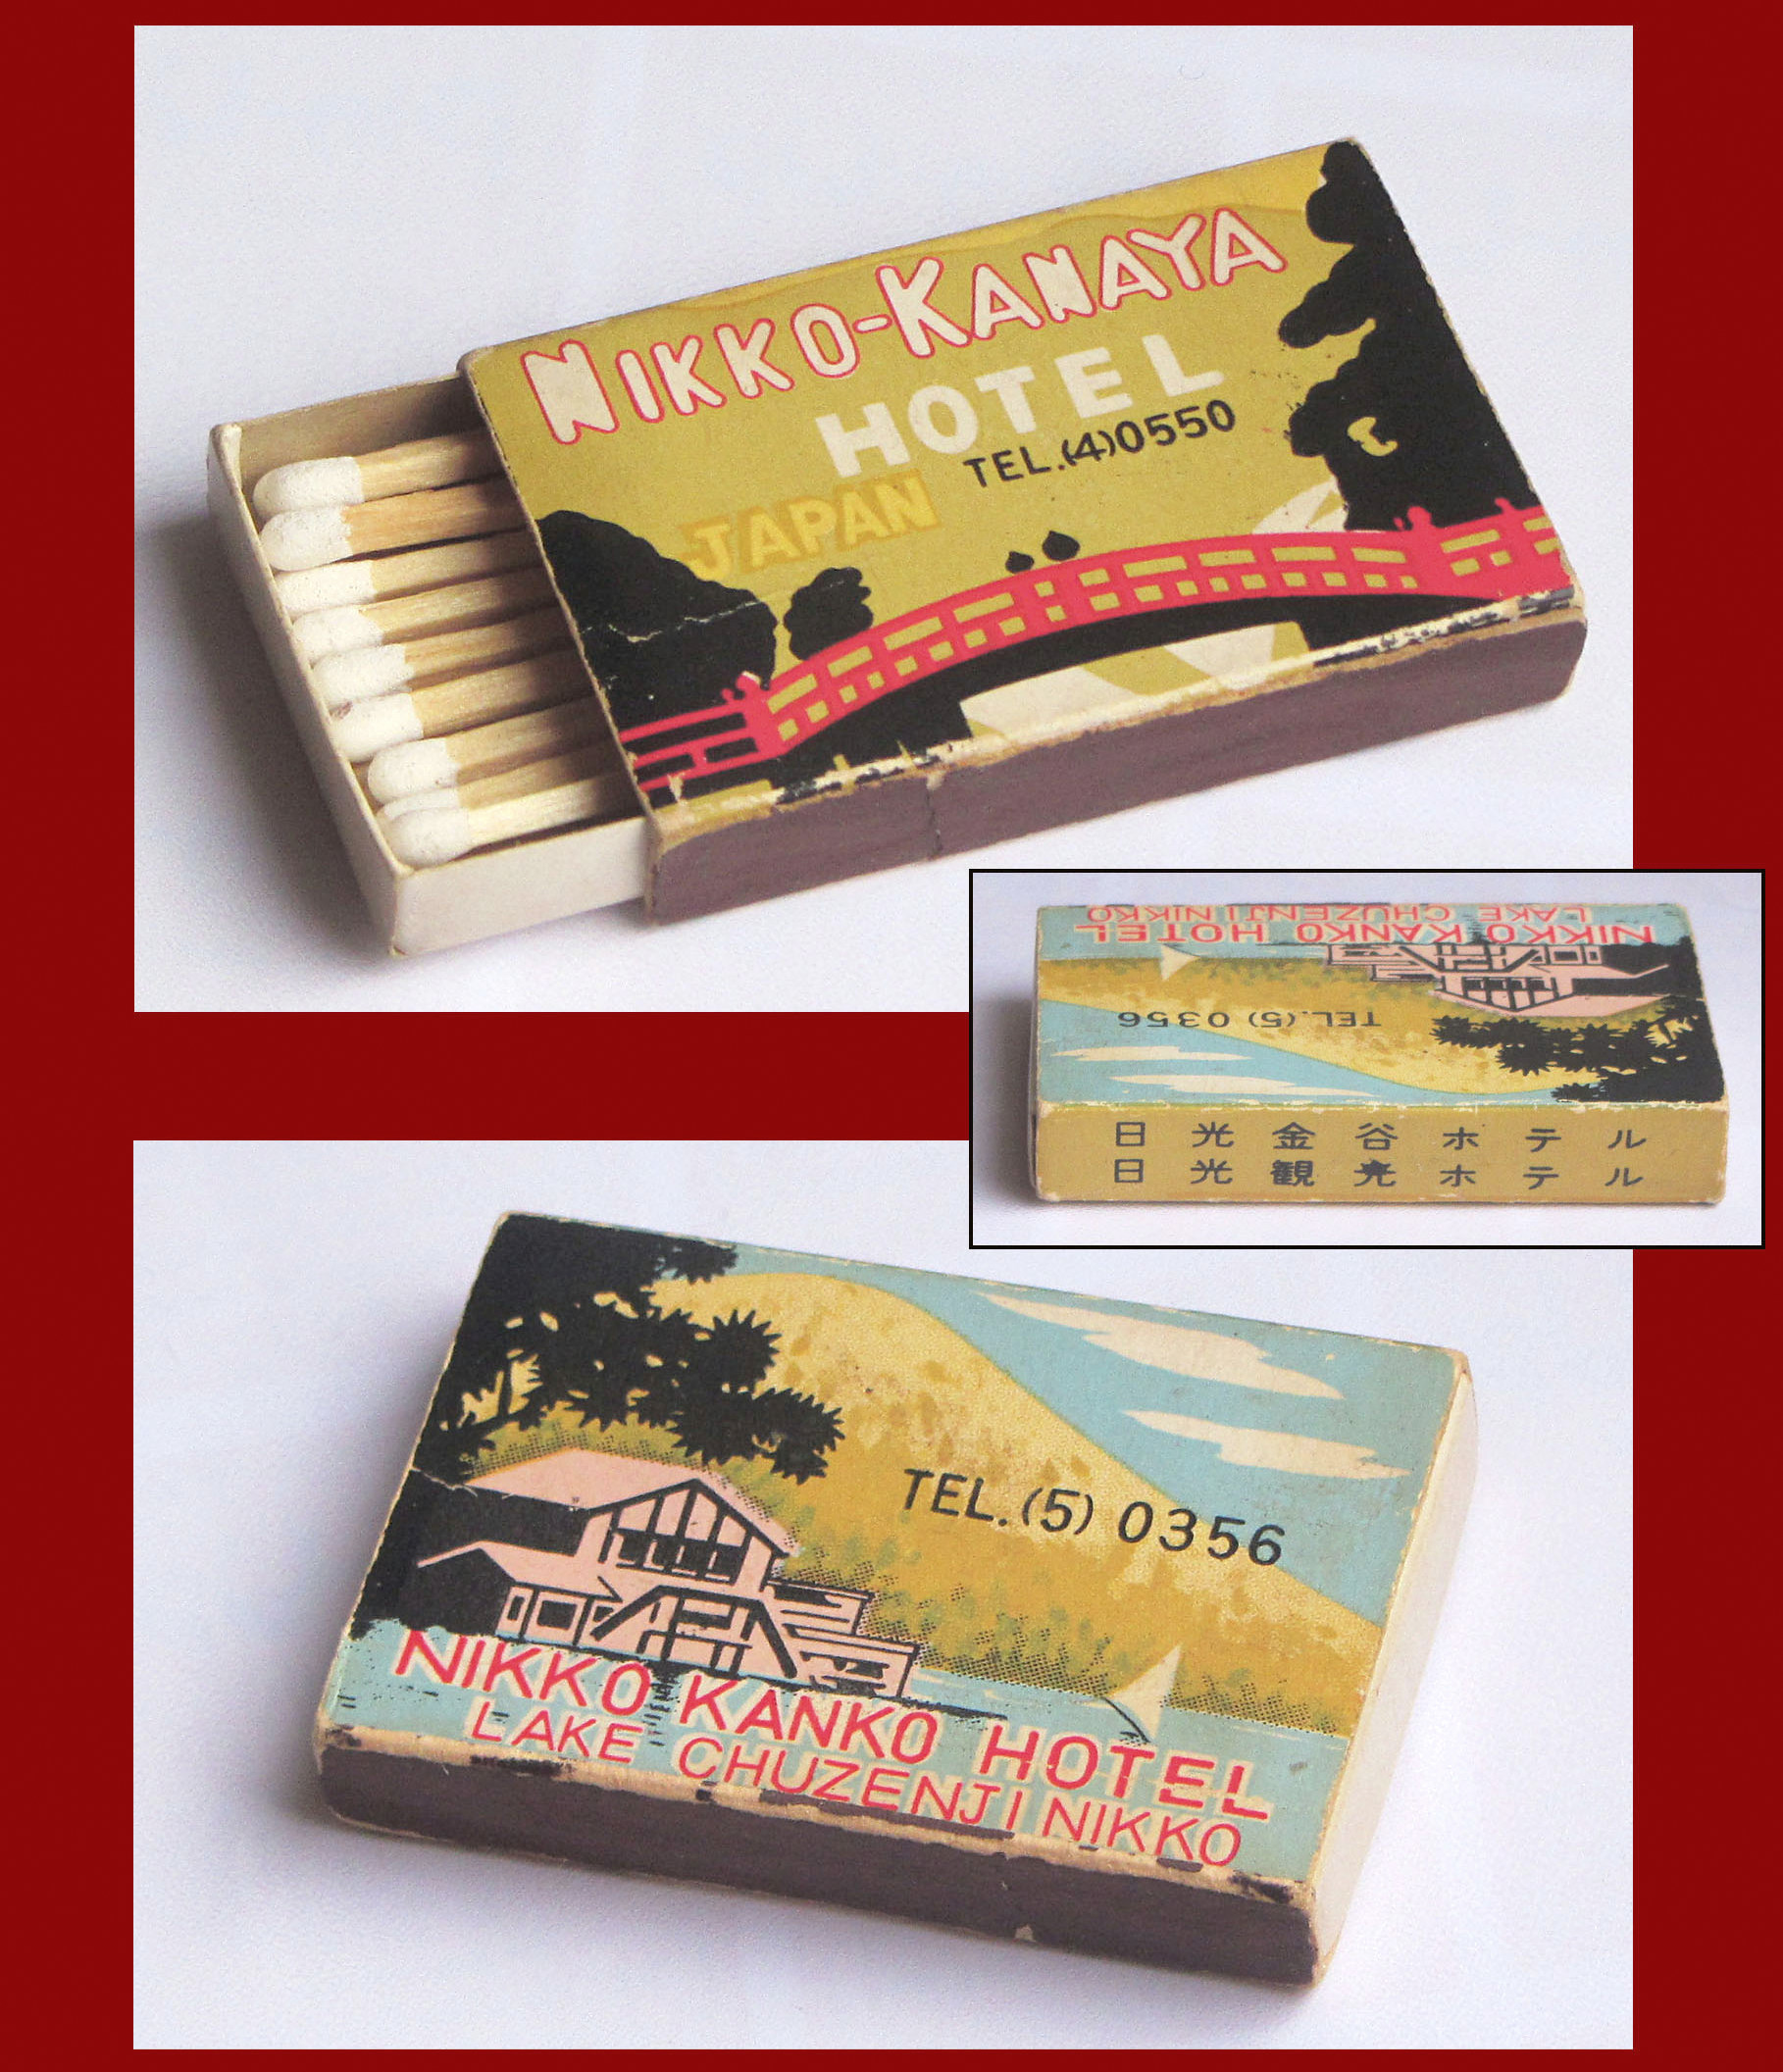 NIKKO-KANAYA
HOTEL
TEL.(4)0550
JAPAN
NIKKO KANKO HOTEL
LAKE CHUZENJI NIKKO
TEL.(5) 0356
日光金谷ホテル
日光観光ホテル
TEL.(5) 0356
NIKKO KANKO HOTEL
LAKE CHUZENJI NIKKO